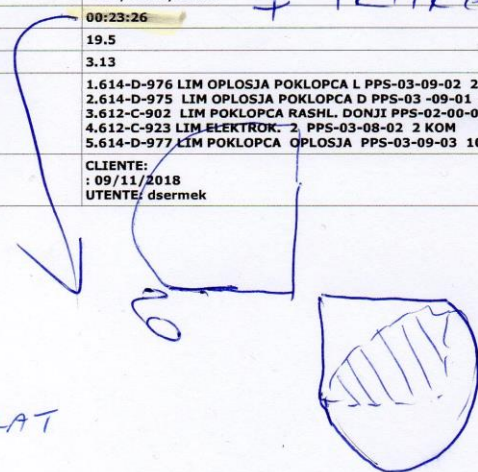 00:23:26
19.5
3.13
1.614-D-976 LIM OPLOSJA POKLOPCA L PPS-03-09-02 2
2.614-D-975 LIM OPLOSJA POKLOPCA D PPS-03 -09-01
3.612-C-902 LIM POKLOPCA RASHL. DONJI PPS-02-00-0
4.612-C-923 LIM ELEKTROK. 2 PPS-03-08-02 2 KOM
5.614-D-977 LIM POKLOPCA OPLOSJA PPS-03-09-03 10
CLIENTE:
: 09/11/2018
UTENTE: dsermek